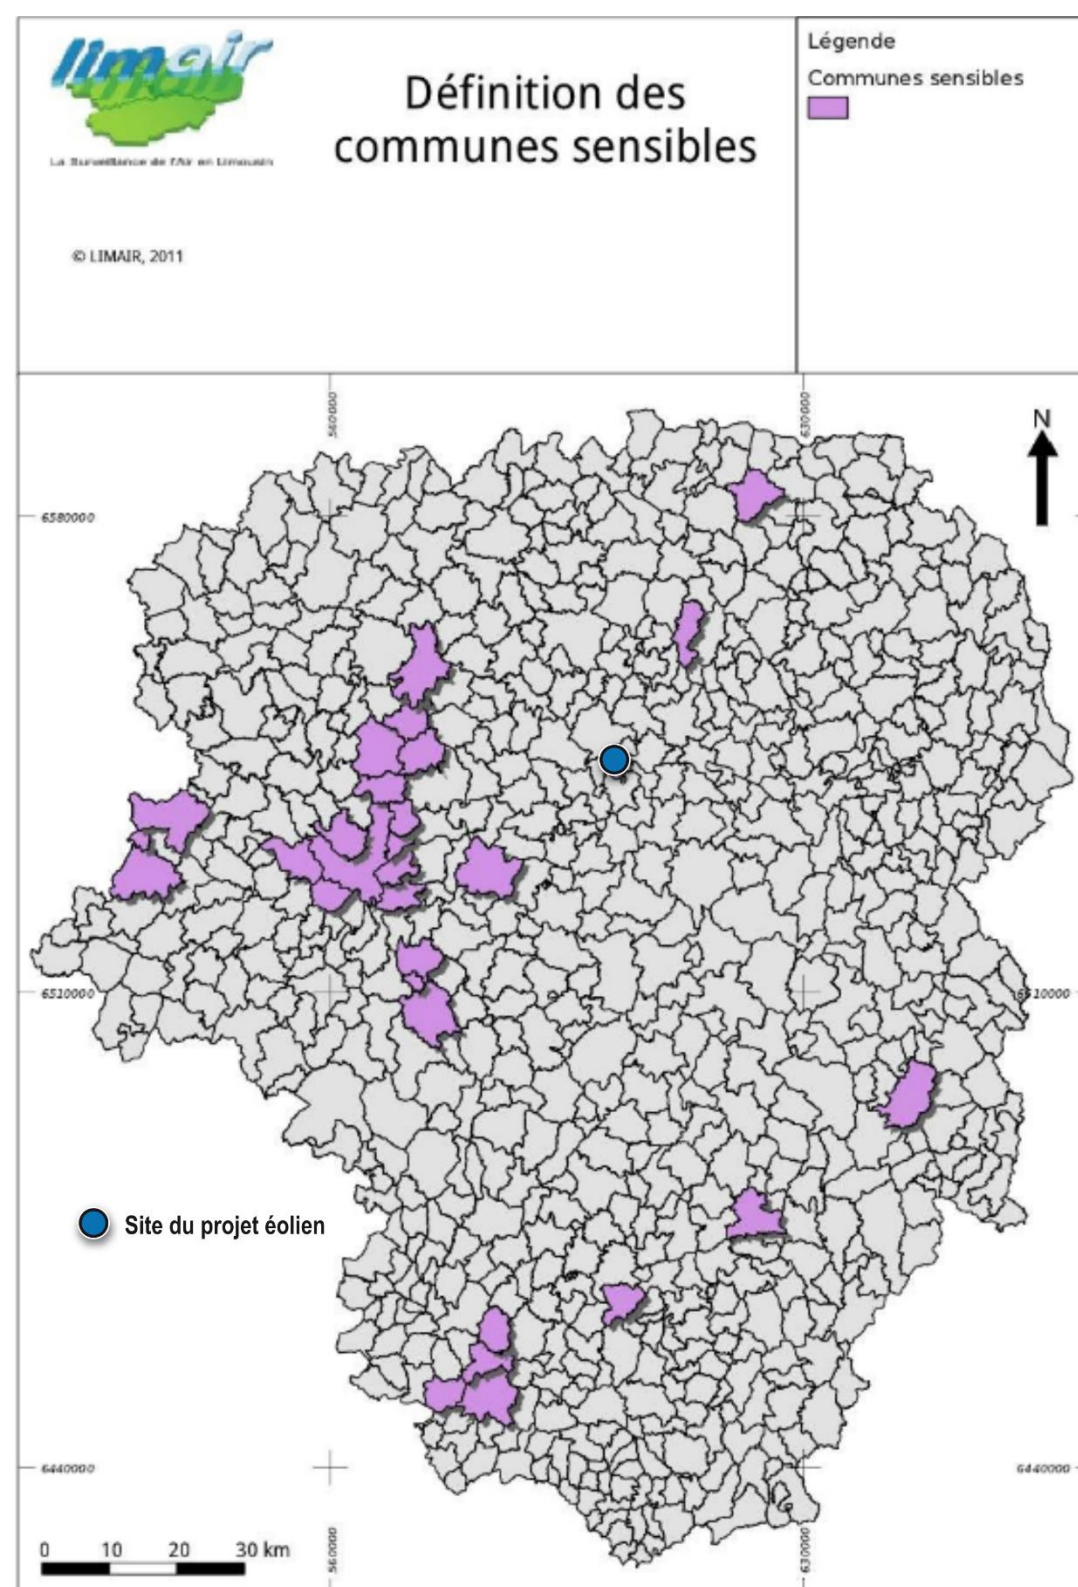 limair
La Surveillance de l'Air en Limousin
Définition des
communes sensibles
© LIMAIR, 2011
Légende
Communes sensibles
560000
630000
N
6580000
6510000
6510000
Site du projet éolien
6440000
6440000
0 10 20 30 km
560000
630000